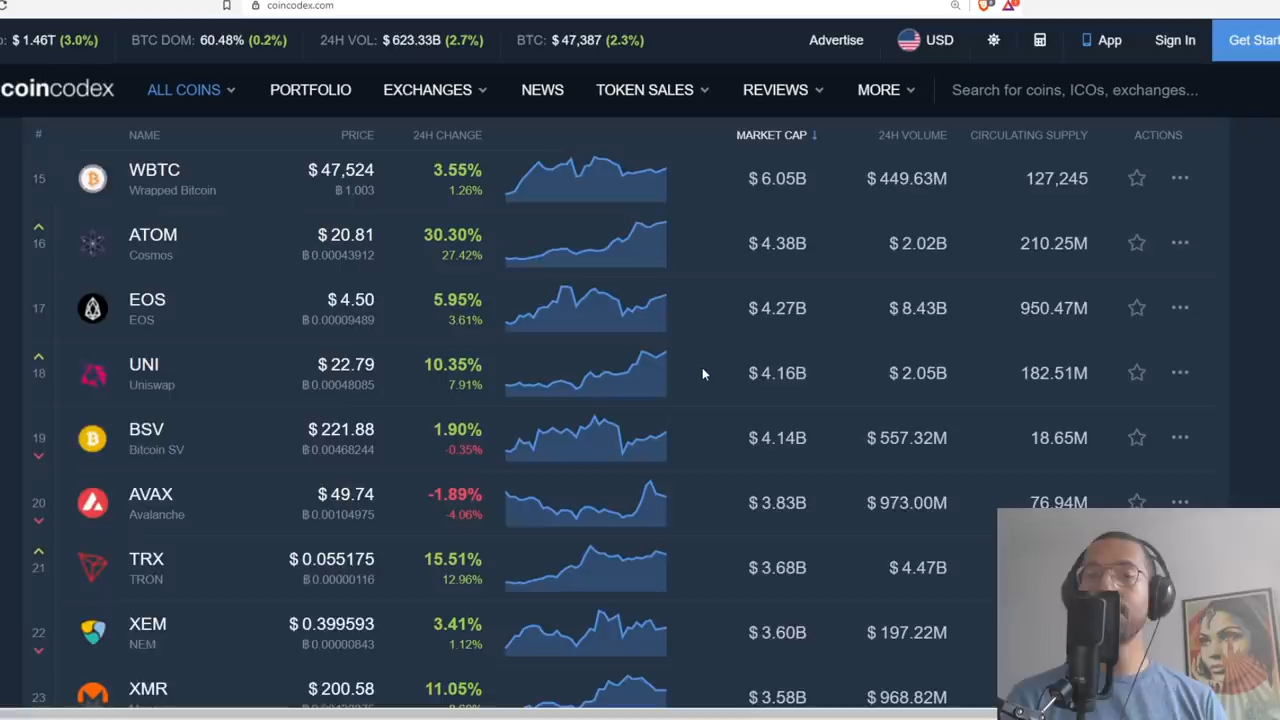 coincodex.com
$ 1.46T (3.0%) BTC DOM: 60.48% (0.2%) 24H VOL: $ 623.33B (2.7%) BTC: $ 47,387 (2.3%) Advertise USD App Sign In Get Start
coincodex ALL COINS PORTFOLIO EXCHANGES NEWS TOKEN SALES REVIEWS MORE Search for coins, ICOs, exchanges...
# NAME PRICE 24H CHANGE MARKET CAP ↓ 24H VOLUME CIRCULATING SUPPLY ACTIONS
15 WBTC $ 47,524 3.55% $ 6.05B $ 449.63M 127,245
Wrapped Bitcoin ฿ 1.003 1.26%
16 ATOM $ 20.81 30.30% $ 4.38B $ 2.02B 210.25M
Cosmos ฿ 0.00043912 27.42%
17 EOS $ 4.50 5.95% $ 4.27B $ 8.43B 950.47M
EOS ฿ 0.00009489 3.61%
18 UNI $ 22.79 10.35% $ 4.16B $ 2.05B 182.51M
Uniswap ฿ 0.00048085 7.91%
19 BSV $ 221.88 1.90% $ 4.14B $ 557.32M 18.65M
Bitcoin SV ฿ 0.00468244 -0.35%
20 AVAX $ 49.74 -1.89% $ 3.83B $ 973.00M 76.94M
Avalanche ฿ 0.00104975 -4.06%
21 TRX $ 0.055175 15.51% $ 3.68B $ 4.47B
TRON ฿ 0.00000116 12.96%
22 XEM $ 0.399593 3.41% $ 3.60B $ 197.22M
NEM ฿ 0.00000843 1.12%
23 XMR $ 200.58 11.05% $ 3.58B $ 968.82M